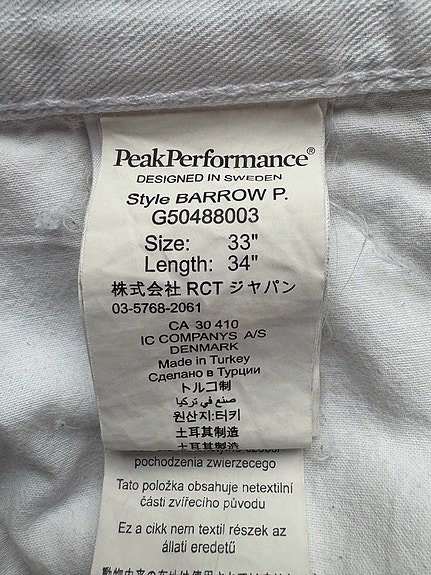 PeakPerformance®
DESIGNED IN SWEDEN
Style BARROW P.
G50488003
Size: 33"
Length: 34"
株式会社 RCT ジャパン
03-5768-2061
CA 30 410
IC COMPANYS A/S
DENMARK
Made in Turkey
Сделано в Турции
トルコ制
صنع في تركيا
원산지:터키
土耳其制造
土耳其製造
pochodzenia zwierzecego
Tato položka obsahuje netextilní
části zvířecího původu
Ez a cikk nem textil részek az
állati eredetű